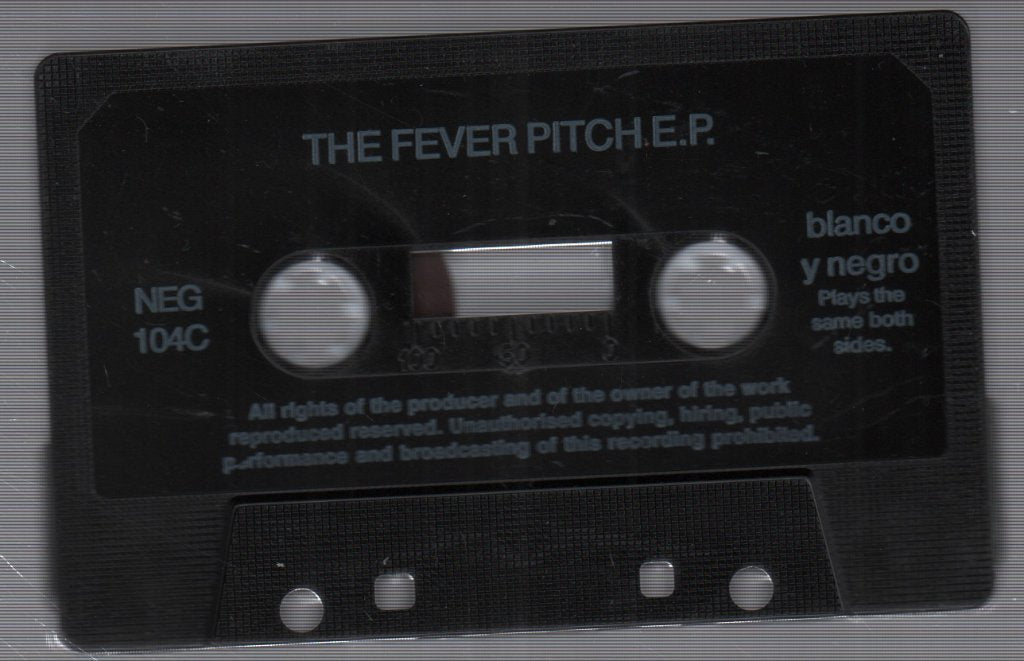 THE FEVER PITCH E.P.
blanco
y negro
Plays the
same both
sides.
NEG
104C
100 50 0
All rights of the producer and of the owner of the work
reproduced reserved. Unauthorised copying, hiring, public
performance and broadcasting of this recording prohibited.